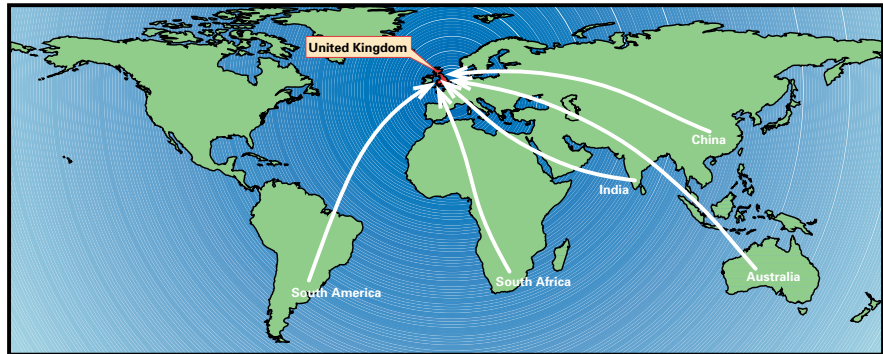 United Kingdom
China
India
Australia
South Africa
South America